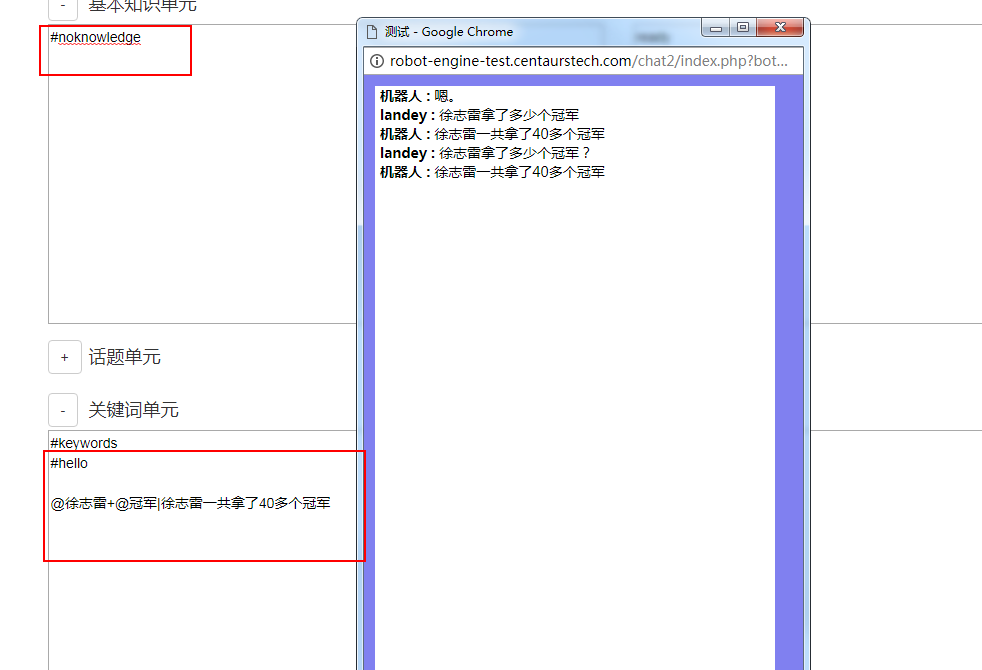 - 基本知识单元
#noknowledge
测试 - Google Chrome
robot-engine-test.centaurstech.com/chat2/index.php?bot...
机器人 : 嗯。
landey : 徐志雷拿了多少个冠军
机器人 : 徐志雷一共拿了40多个冠军
landey : 徐志雷拿了多少个冠军？
机器人 : 徐志雷一共拿了40多个冠军
+ 话题单元
- 关键词单元
#keywords
#hello
@徐志雷+@冠军|徐志雷一共拿了40多个冠军